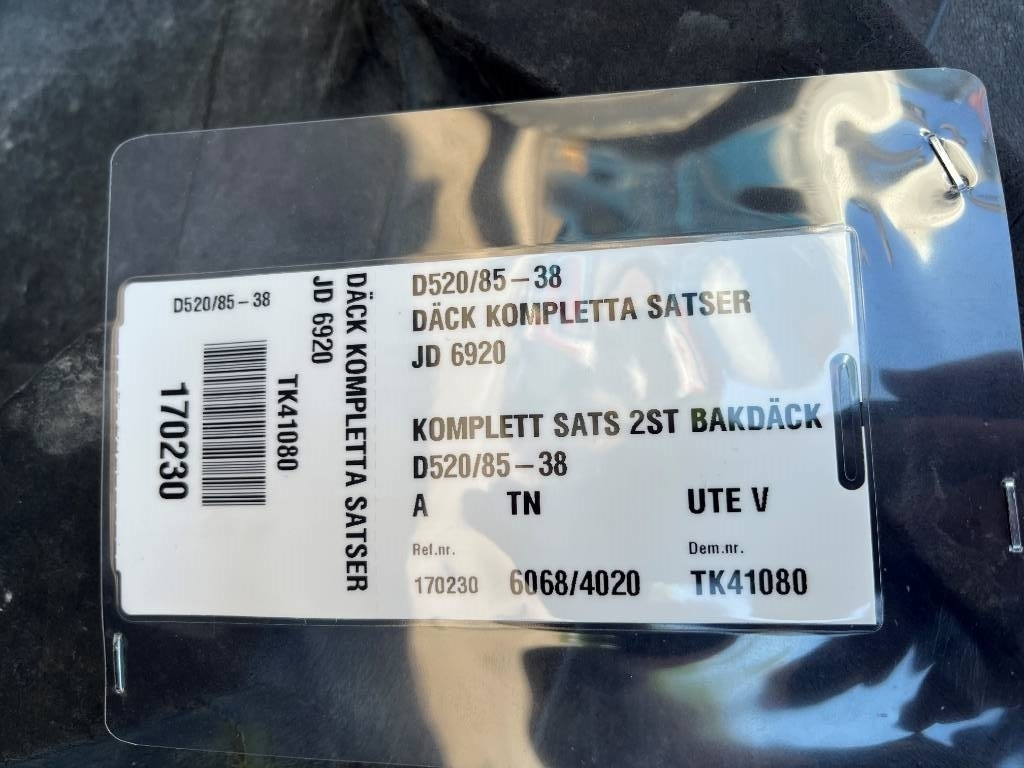 D520/85–38
170230
TK41080
JD 6920
DÄCK KOMPLETTA SATSER
D520/85–38
DÄCK KOMPLETTA SATSER
JD 6920
KOMPLETT SATS 2ST BAKDÄCK
D520/85–38
A TN UTE V
Ref.nr. Dem.nr.
170230 6068/4020 TK41080